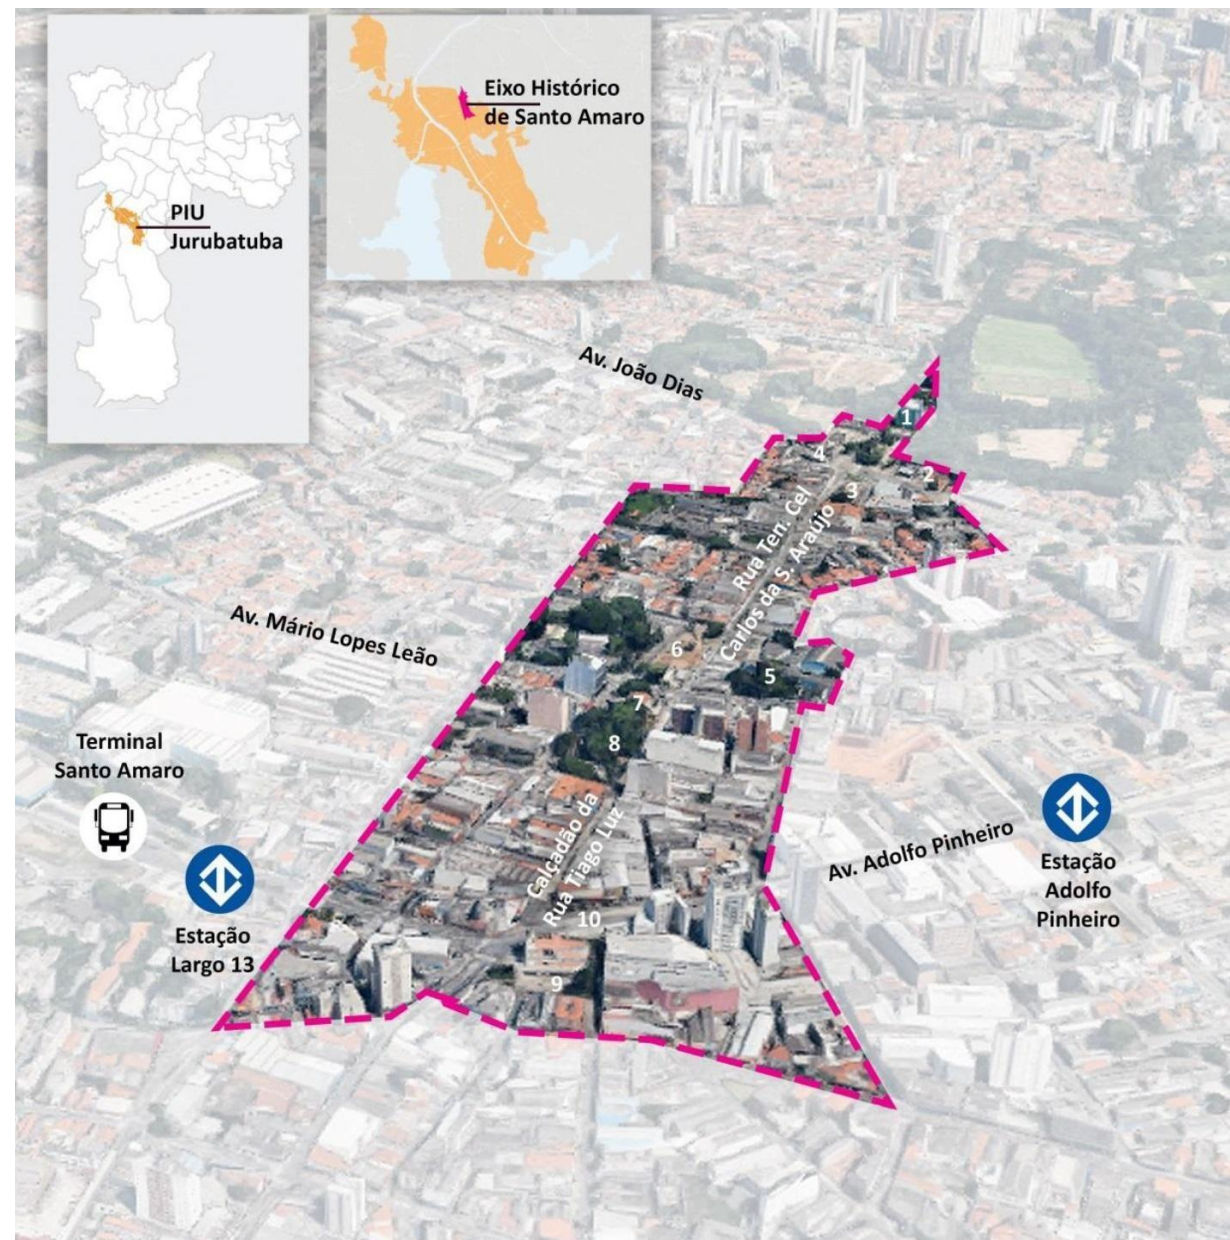 PIU
Jurubatuba
Eixo Histórico
de Santo Amaro
Av. João Dias
1
4
2
3
Rua Ten. Cel
Carlos da S. Araújo
Av. Mário Lopes Leão
6
5
7
8
Terminal
Santo Amaro
Calçadão da
Rua Tiago Luz
Av. Adolfo Pinheiro
Estação
Adolfo
Pinheiro
10
Estação
Largo 13
9